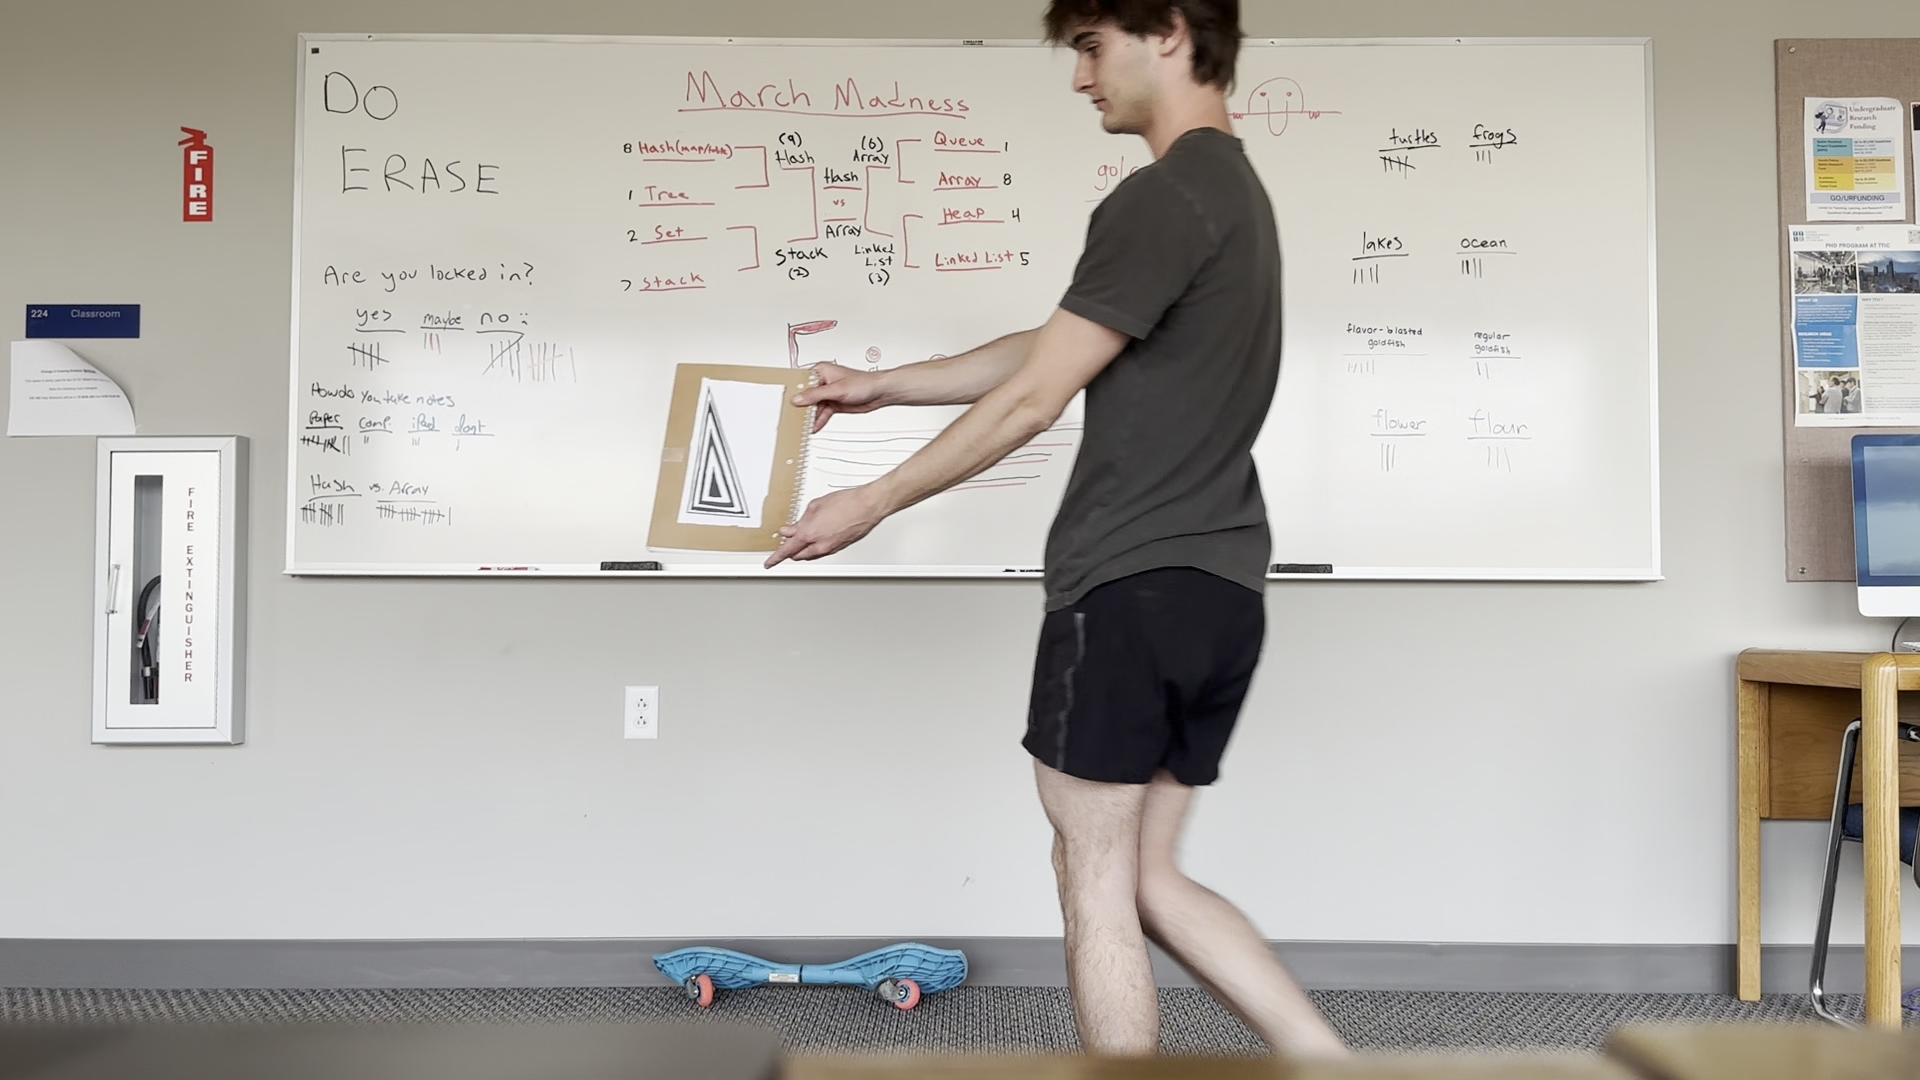 DO
ERASE
March Madness
8 Hash(map/table)
1 Tree
2 Set
7 Stack
(9)
Hash
Stack
(2)
Hash
vs
Array
(6)
Array
Linked
List
(3)
Queue 1
Array 8
Heap 4
Linked List 5
Are you locked in?
yes maybe no :(
How do you take notes
Paper comp. iPad dont
Hash vs. Array
turtles frogs
lakes ocean
flavor-blasted
goldfish
regular
goldfish
flower flour
FIRE
224 Classroom
FIRE EXTINGUISHER
Undergraduate
Research
Funding
GO/URFUNDING
PHD PROGRAM AT TTIC